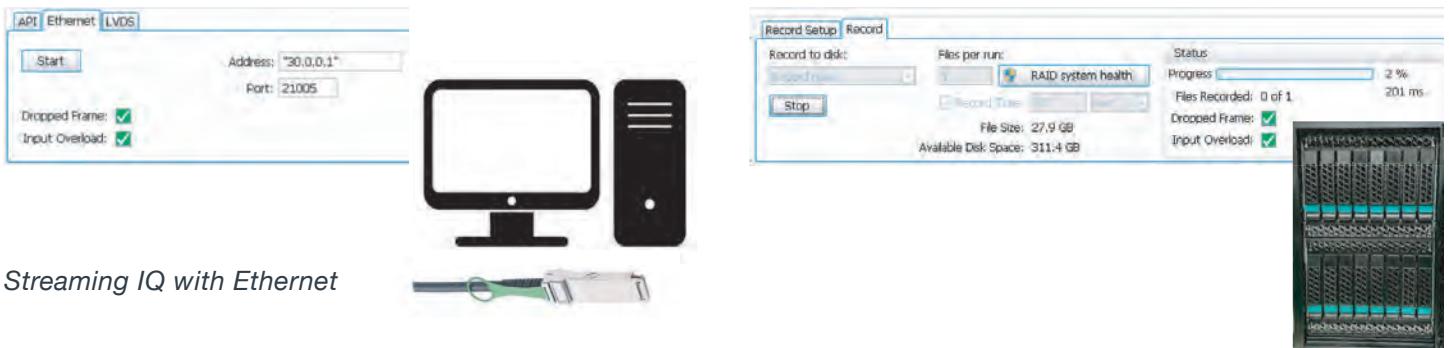 API Ethernet LVDS
Start
Address: "30.0.0.1"
Port: 21005
Dropped Frame:
Input Overload:
Streaming IQ with Ethernet
Record Setup Record
Record to disk:
Files per run:
RAID system health
Stop
File Size: 27.9 GB
Available Disk Space: 311.4 GB
Status
Progress 2 %
201 ms
Files Recorded: 0 of 1
Dropped Frame:
Input Overload: